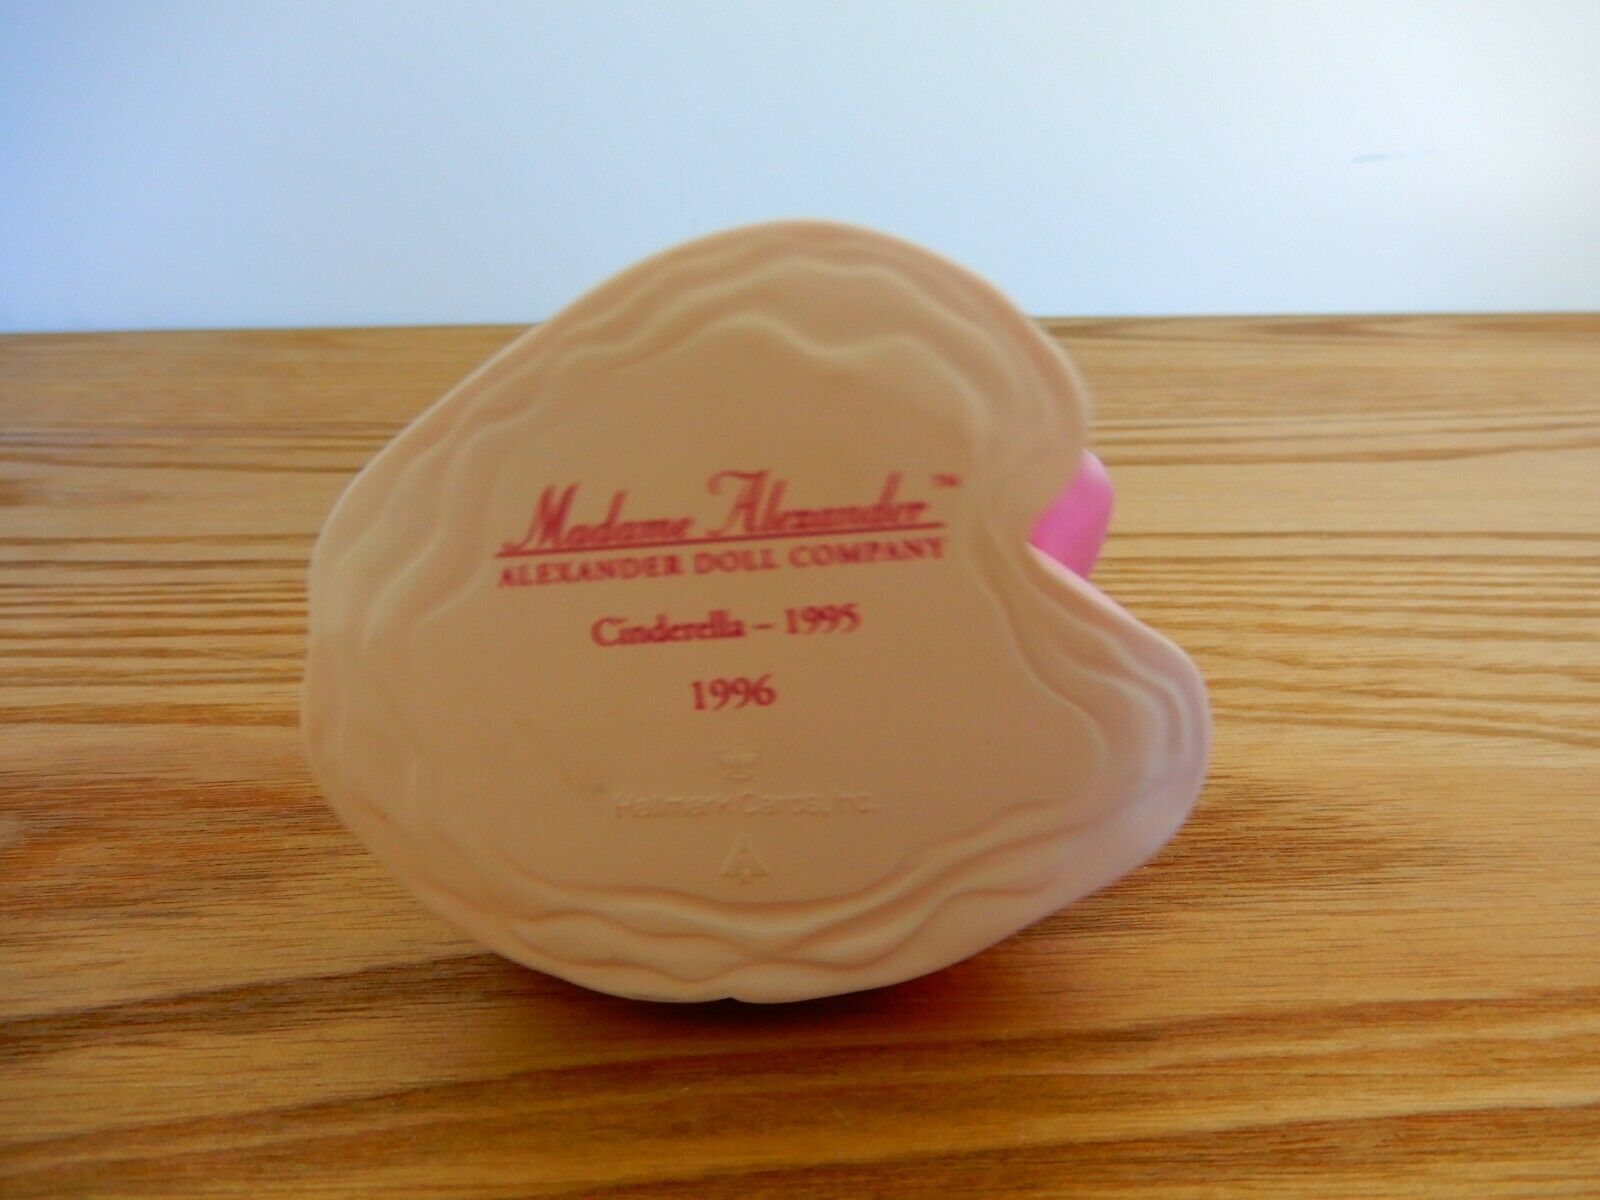 Madame Alexander™
ALEXANDER DOLL COMPANY
Cinderella – 1995
1996
Hallmark Cards, Inc.